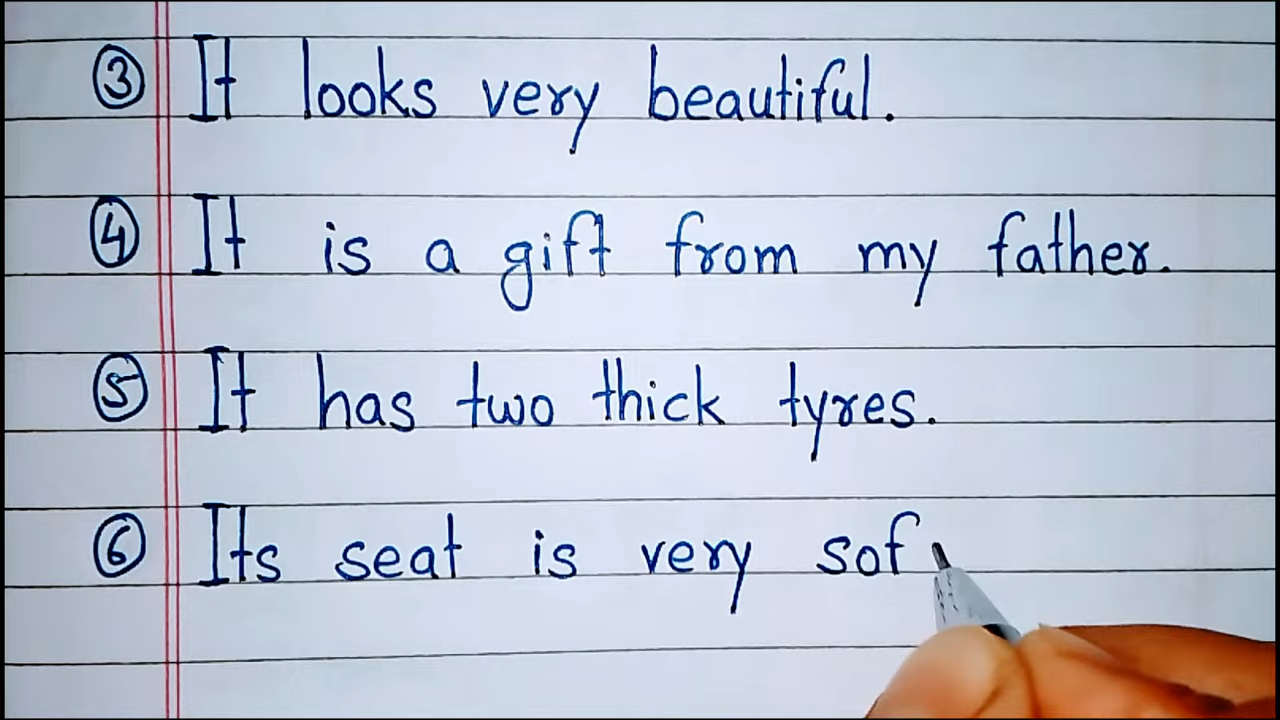 ③ It looks very beautiful.
④ It is a gift from my father.
⑤ It has two thick tyres.
⑥ Its seat is very sof